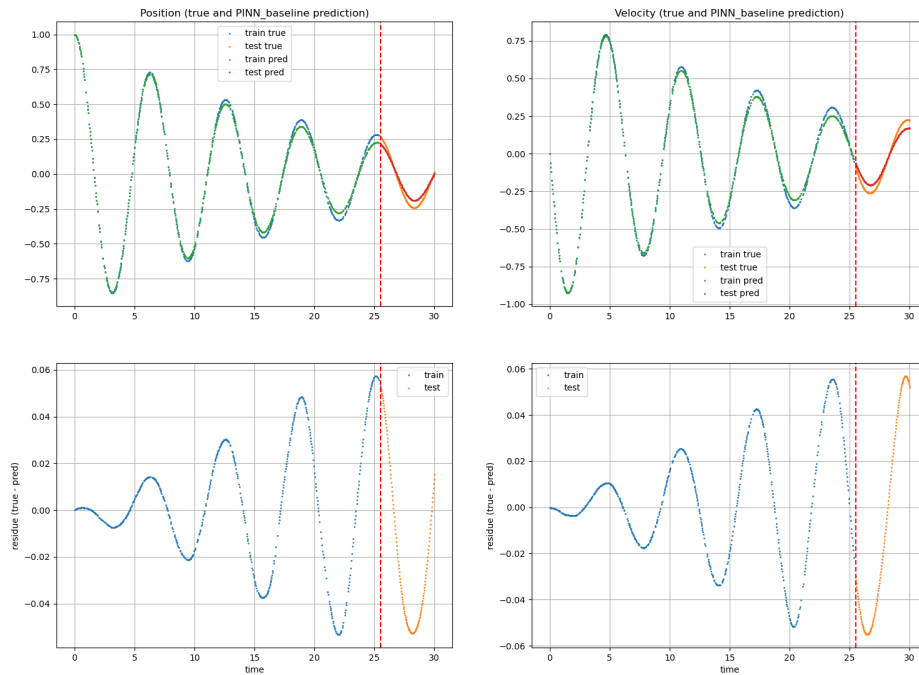 Position (true and PINN_baseline prediction)
train true
test true
train pred
test pred
1.00
0.75
0.50
0.25
0.00
−0.25
−0.50
−0.75
0 5 10 15 20 25 30
Velocity (true and PINN_baseline prediction)
train true
test true
train pred
test pred
0.75
0.50
0.25
0.00
−0.25
−0.50
−0.75
−1.00
0 5 10 15 20 25 30
train
test
residue (true - pred)
0.06
0.04
0.02
0.00
−0.02
−0.04
0 5 10 15 20 25 30
time
train
test
residue (true - pred)
0.06
0.04
0.02
0.00
−0.02
−0.04
−0.06
0 5 10 15 20 25 30
time